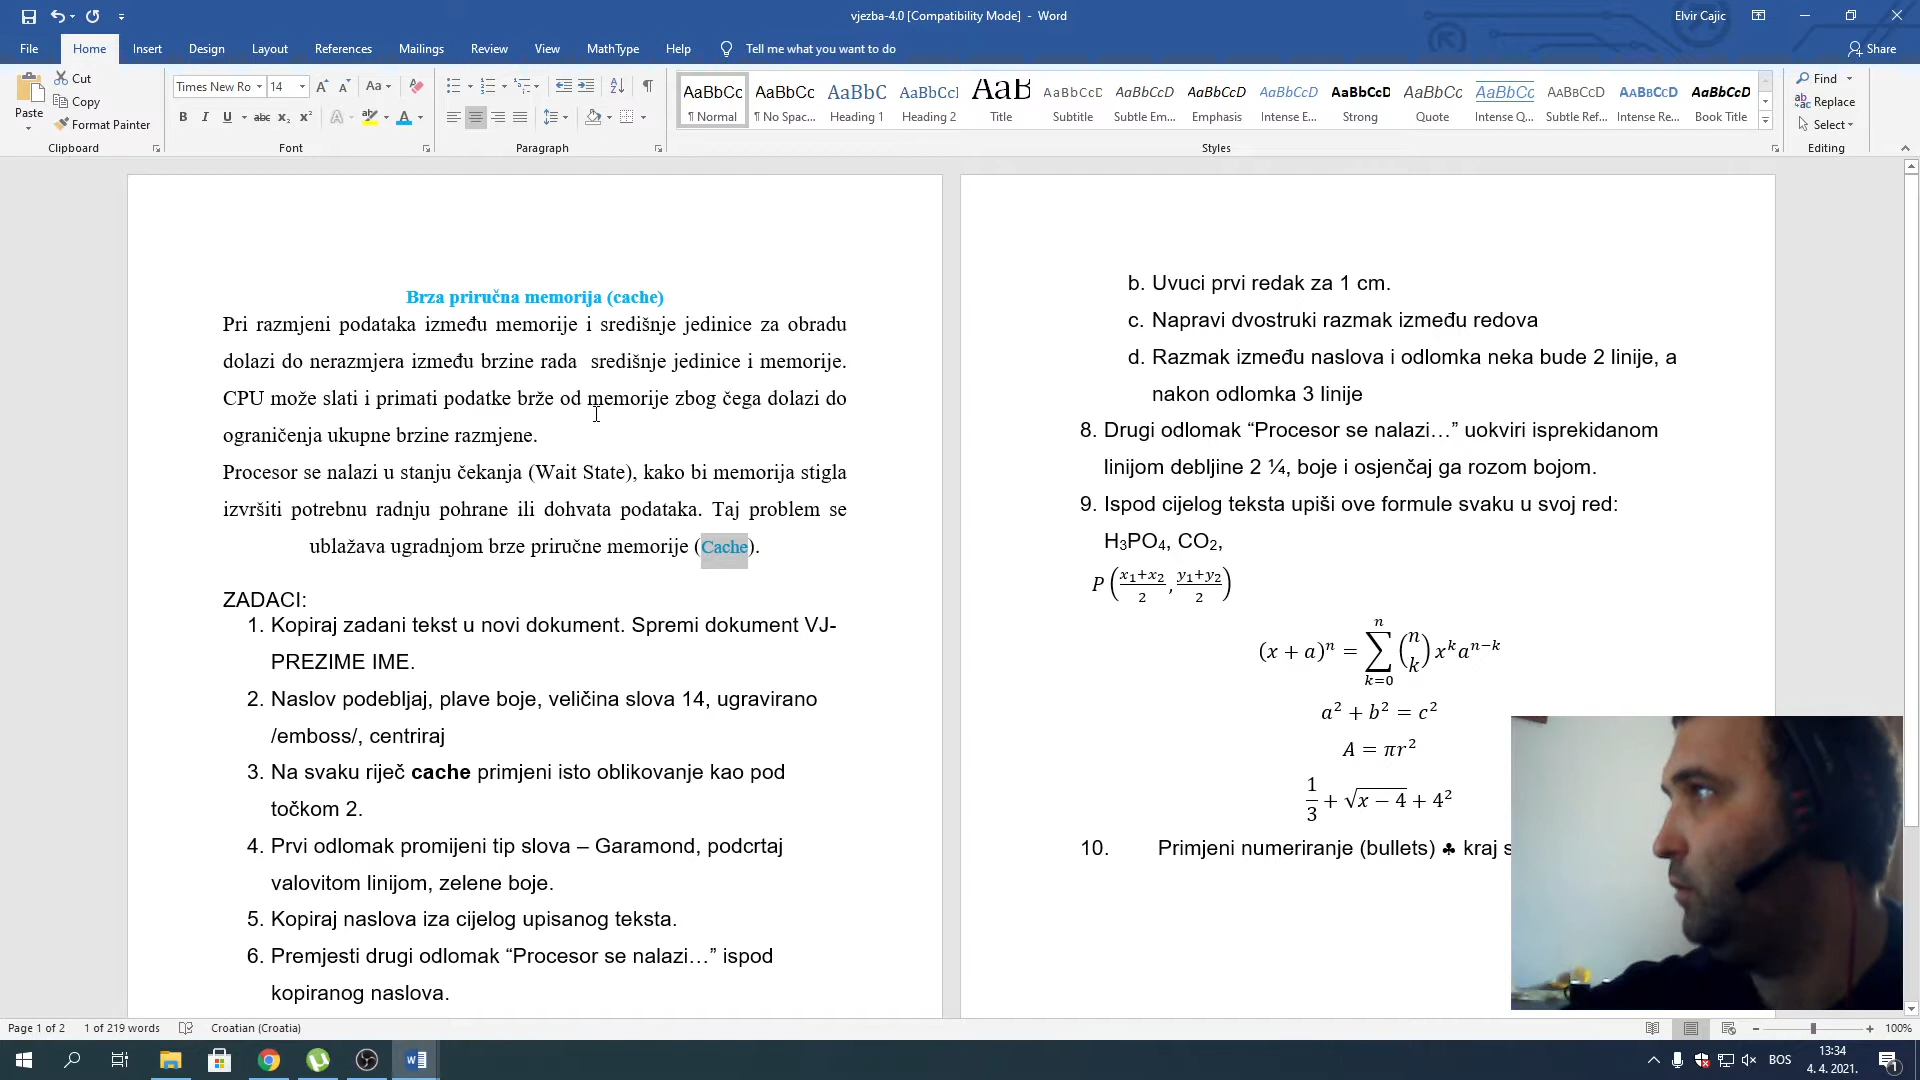 vjezba-4.0 [Compatibility Mode] - Word
Elvir Cajic
File Home Insert Design Layout References Mailings Review View MathType Help Tell me what you want to do
Share
Paste
Cut
Copy
Format Painter
Clipboard
Times New Ro 14
Font
Paragraph
AaBbCc AaBbCc AaBbC AaBbCcI AaB AaBbCcD AaBbCcD AaBbCcD AaBbCcD AaBbCcD AaBbCcD AaBbCc AaBbCcD AaBbCcD AaBbCcD
¶ Normal ¶ No Spac... Heading 1 Heading 2 Title Subtitle Subtle Em... Emphasis Intense E... Strong Quote Intense Q... Subtle Ref... Intense Re... Book Title
Styles
Find
Replace
Select
Editing
Brza priručna memorija (cache)
Pri razmjeni podataka između memorije i središnje jedinice za obradu
dolazi do nerazmjera između brzine rada  središnje jedinice i memorije.
CPU može slati i primati podatke brže od memorije zbog čega dolazi do
ograničenja ukupne brzine razmjene.
Procesor se nalazi u stanju čekanja (Wait State), kako bi memorija stigla
izvršiti potrebnu radnju pohrane ili dohvata podataka. Taj problem se
ublažava ugradnjom brze priručne memorije (Cache).
ZADACI:
1. Kopiraj zadani tekst u novi dokument. Spremi dokument VJ-
PREZIME IME.
2. Naslov podebljaj, plave boje, veličina slova 14, ugravirano
/emboss/, centriraj
3. Na svaku riječ cache primjeni isto oblikovanje kao pod
točkom 2.
4. Prvi odlomak promijeni tip slova – Garamond, podcrtaj
valovitom linijom, zelene boje.
5. Kopiraj naslova iza cijelog upisanog teksta.
6. Premjesti drugi odlomak “Procesor se nalazi…” ispod
kopiranog naslova.
b. Uvuci prvi redak za 1 cm.
c. Napravi dvostruki razmak između redova
d. Razmak između naslova i odlomka neka bude 2 linije, a
nakon odlomka 3 linije
8. Drugi odlomak “Procesor se nalazi…” uokviri isprekidanom
linijom debljine 2 ¼, boje i osjenčaj ga rozom bojom.
9. Ispod cijelog teksta upiši ove formule svaku u svoj red:
H₃PO₄, CO₂,
P(x₁+x₂/2, y₁+y₂/2)
(x + a)ⁿ = ∑ₖ₌₀ⁿ (n k) xᵏaⁿ⁻ᵏ
a² + b² = c²
A = πr²
1/3 + √(x − 4) + 4²
10. Primjeni numeriranje (bullets) ♣ kraj s
Page 1 of 2 1 of 219 words Croatian (Croatia)
100%
BOS
13:34
4. 4. 2021.
1